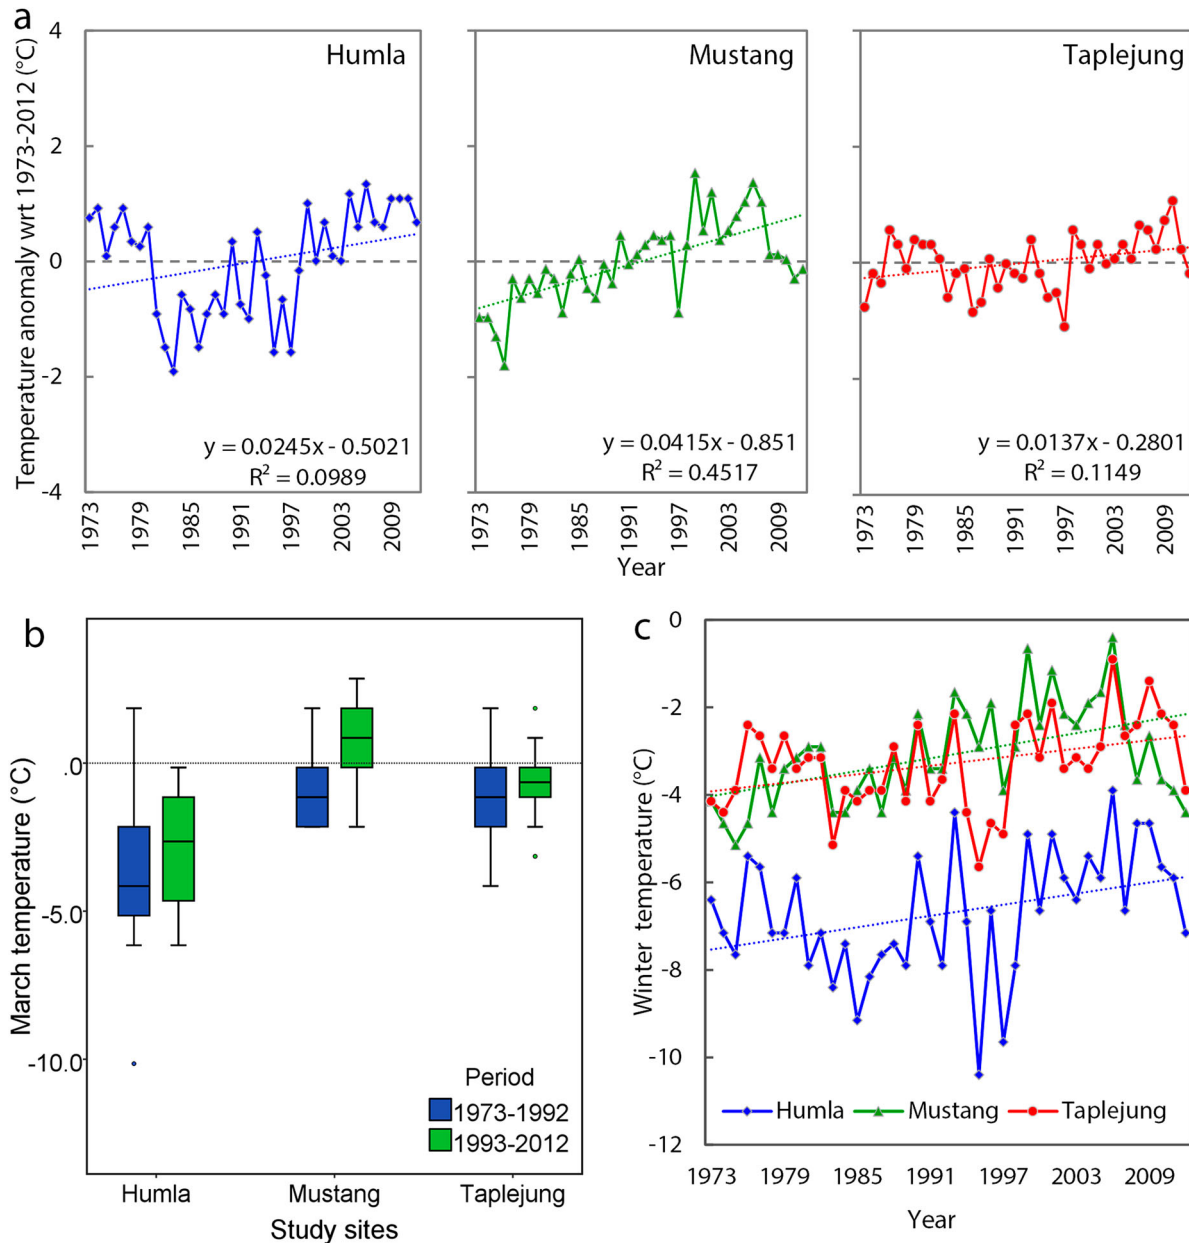 a
Temperature anomaly wrt 1973-2012 (°C)
4
2
0
-2
-4
Humla
y = 0.0245x - 0.5021
R² = 0.0989
1973
1979
1985
1991
1997
2003
2009
Mustang
y = 0.0415x - 0.851
R² = 0.4517
1973
1979
1985
1991
1997
2003
2009
Taplejung
y = 0.0137x - 0.2801
R² = 0.1149
1973
1979
1985
1991
1997
2003
2009
Year
b
March temperature (°C)
.0
-5.0
-10.0
Period
1973-1992
1993-2012
Humla
Mustang
Taplejung
Study sites
c
Winter temperature (°C)
0
-2
-4
-6
-8
-10
-12
Humla
Mustang
Taplejung
1973
1979
1985
1991
1997
2003
2009
Year